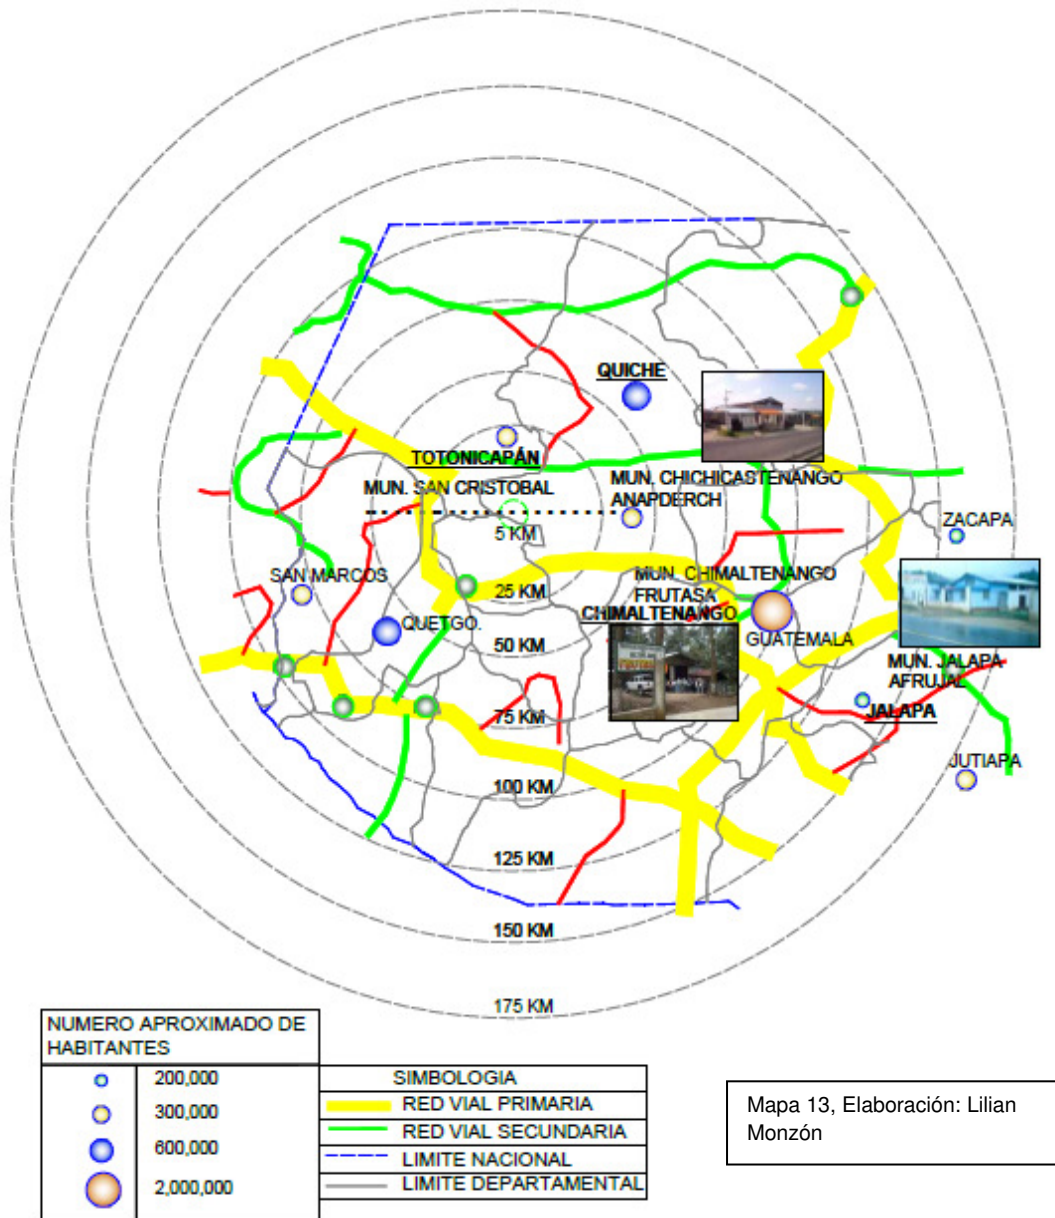 QUICHE
TOTONICAPÁN
MUN. SAN CRISTOBAL
MUN. CHICHICASTENANGO
ANAPDERCH
5 KM
ZACAPA
SAN MARCOS
MUN. CHIMALTENANGO
FRUTASA
CHIMALTENANGO
25 KM
QUETGO.
GUATEMALA
50 KM
MUN. JALAPA
AFRUJAL
JALAPA
75 KM
JUTIAPA
100 KM
125 KM
150 KM
175 KM
NUMERO APROXIMADO DE
HABITANTES
200,000
300,000
600,000
2,000,000
SIMBOLOGIA
RED VIAL PRIMARIA
RED VIAL SECUNDARIA
LIMITE NACIONAL
LIMITE DEPARTAMENTAL
Mapa 13, Elaboración: Lilian
Monzón